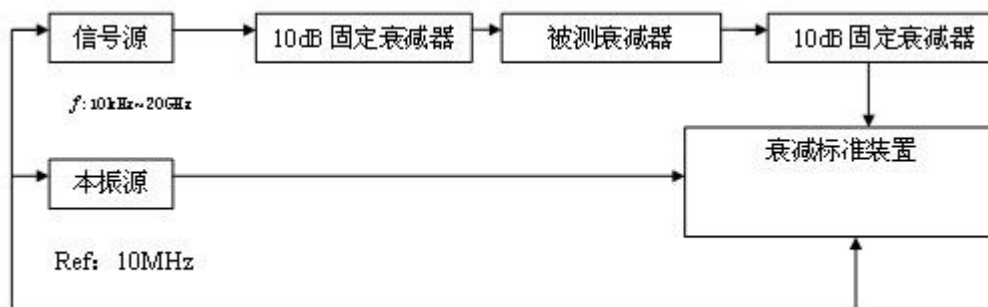 信号源
10dB 固定衰减器
被测衰减器
10dB 固定衰减器
f:10kHz~20GHz
衰减标准装置
本振源
Ref: 10MHz